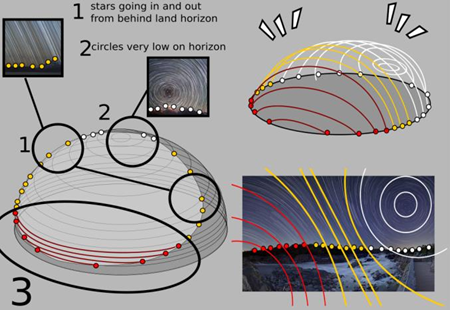 1 stars going in and out
from behind land horizon
2 circles very low on horizon
2
1
3